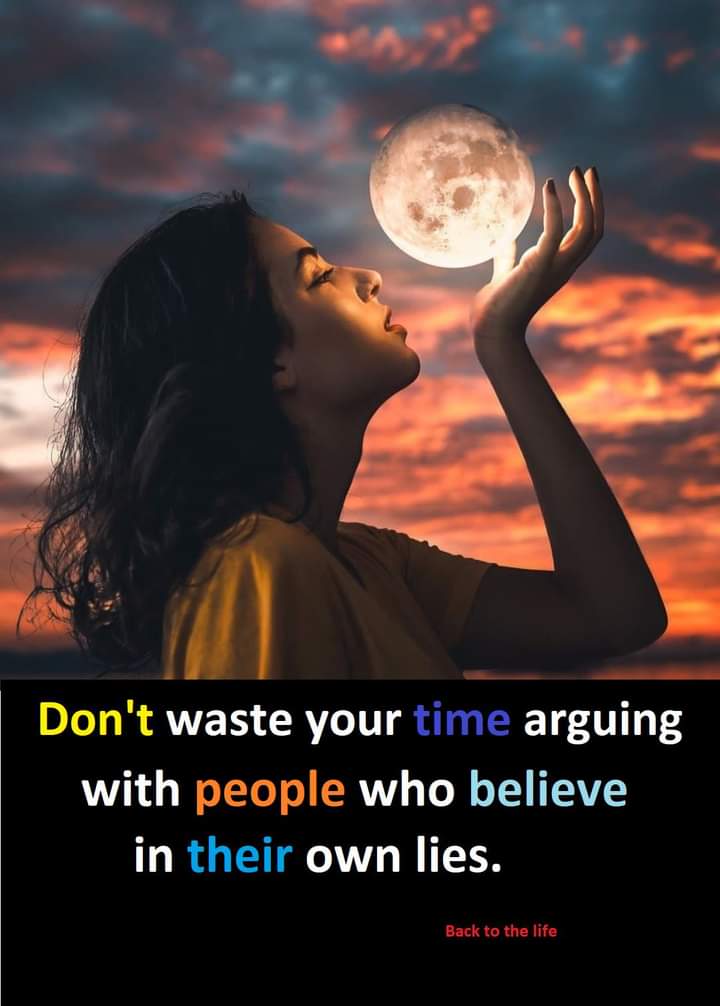 Don't waste your time arguing
with people who believe
in their own lies.
Back to the life